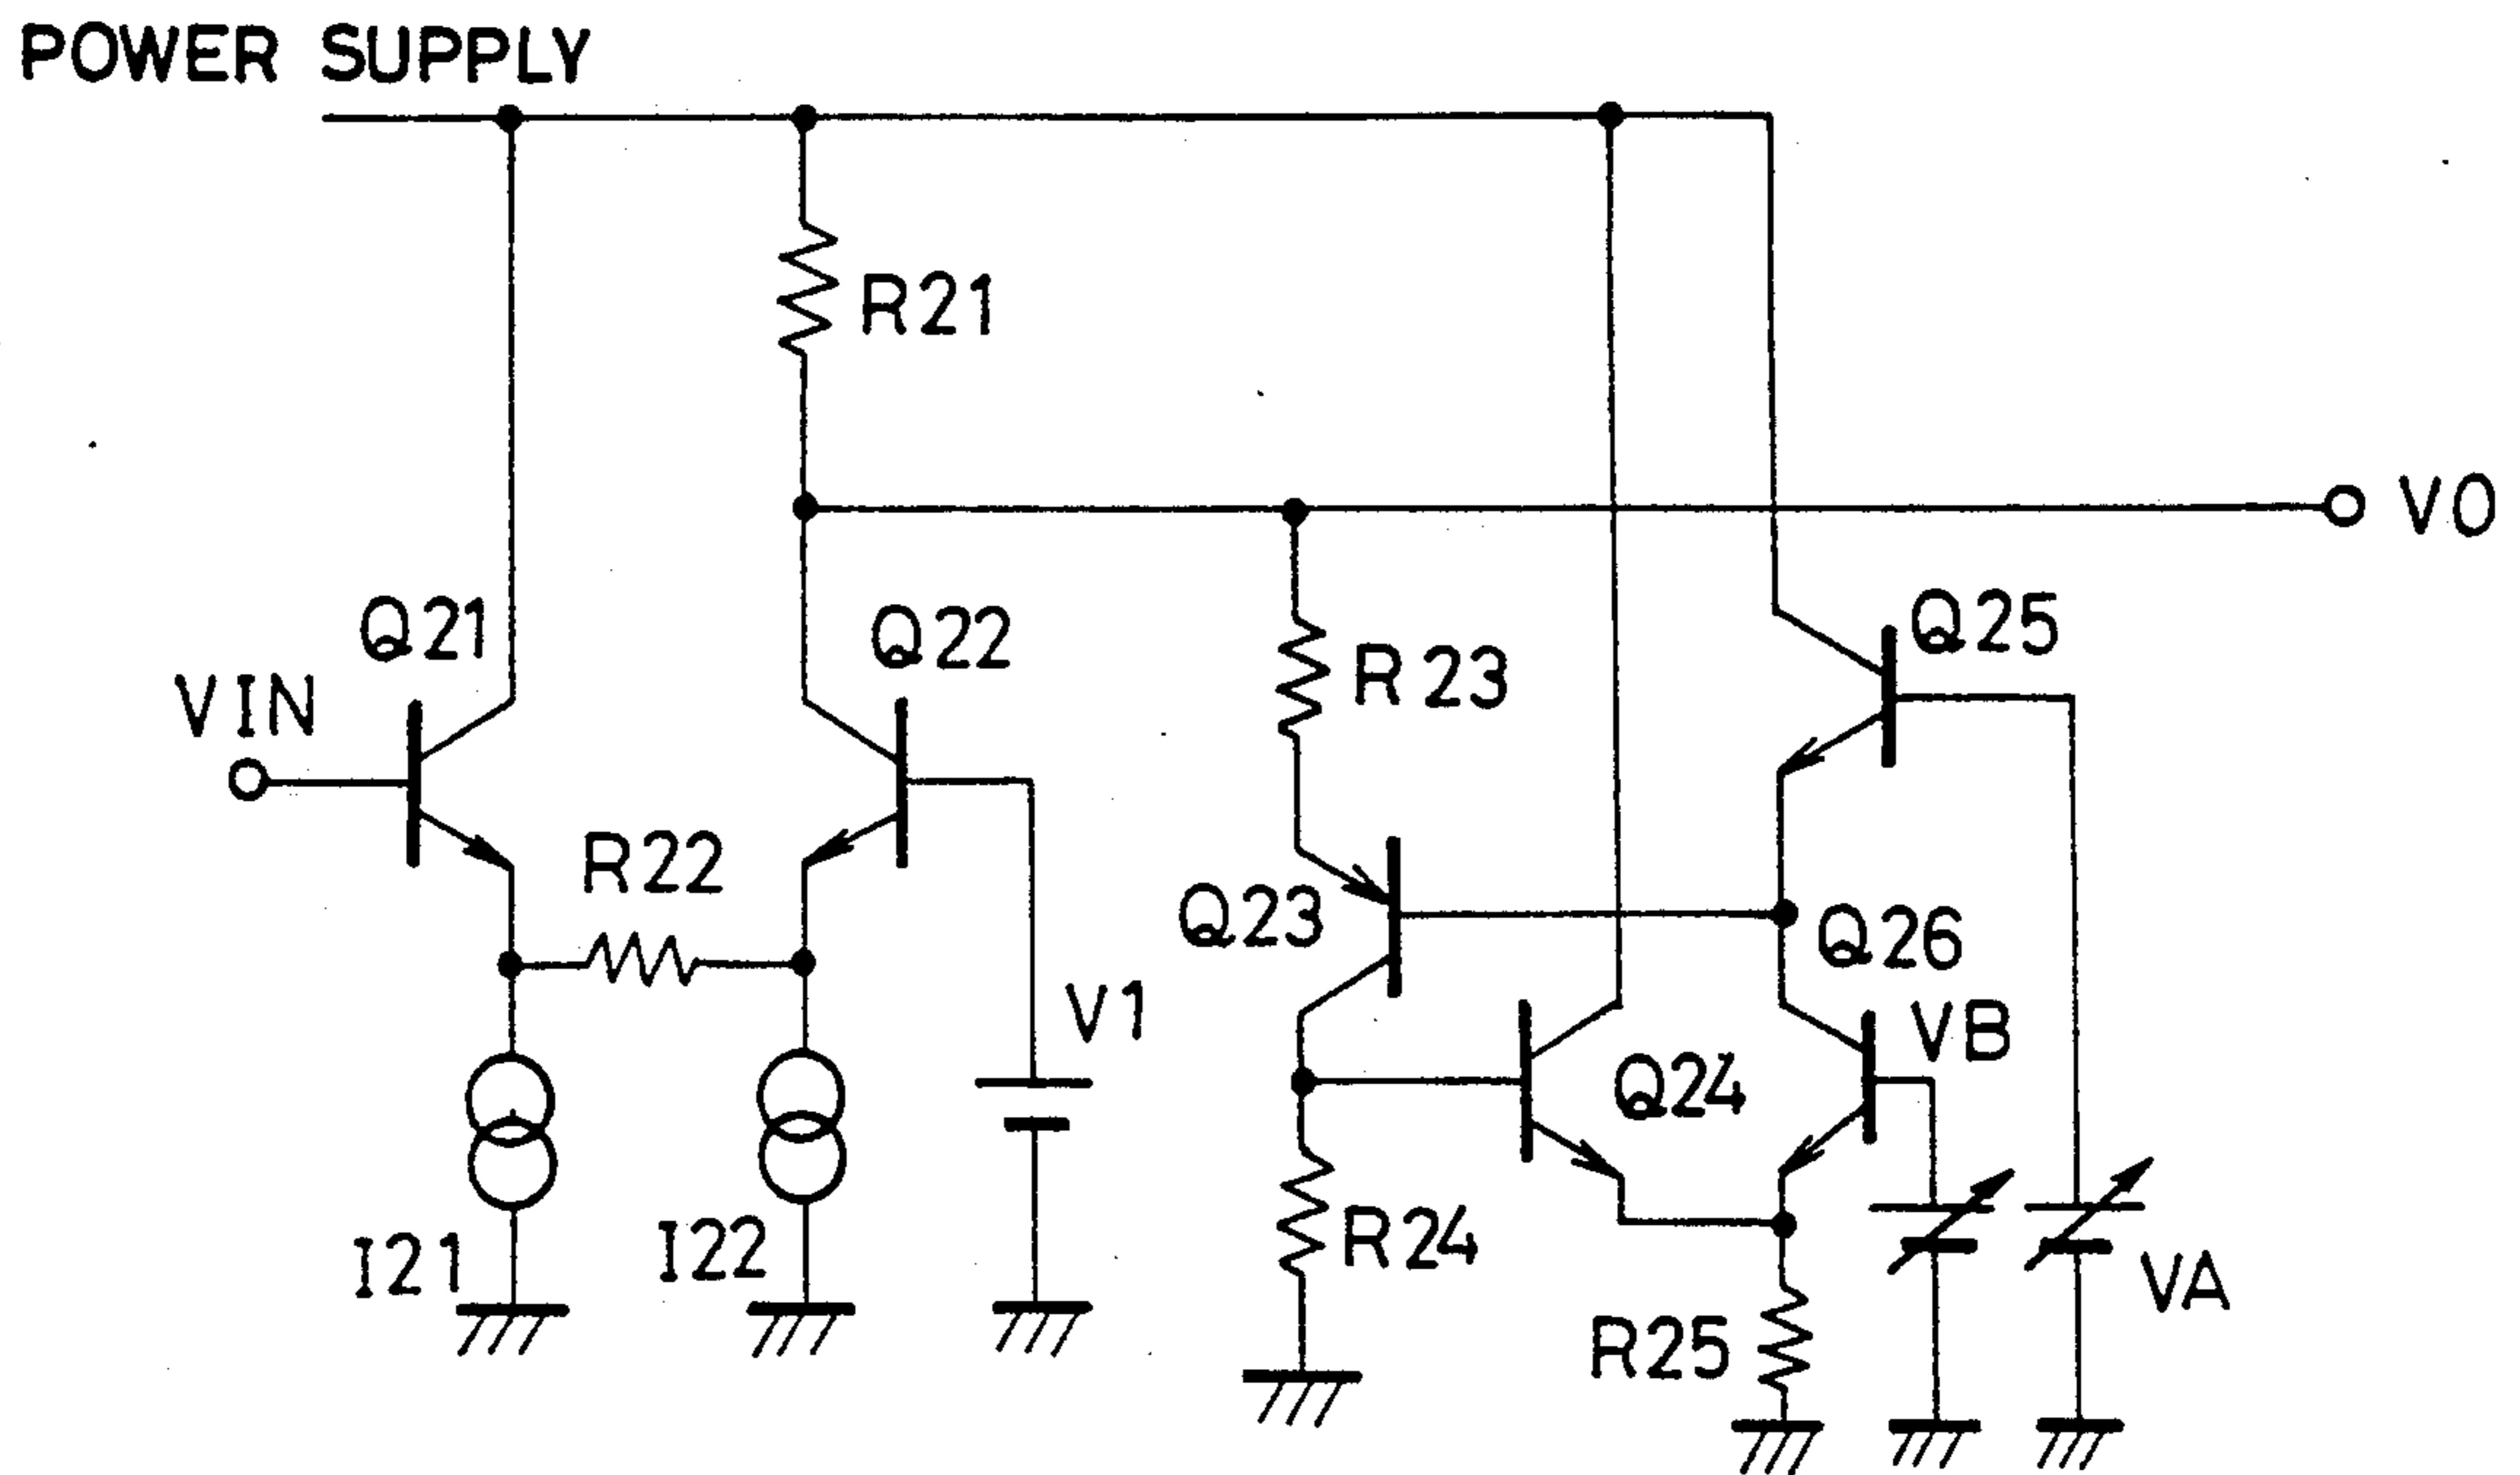 POWER SUPPLY
R21
VO
Q21
Q22
Q25
VIN
R23
R22
Q23
Q26
V1
VB
Q24
I21
I22
R24
VA
R25